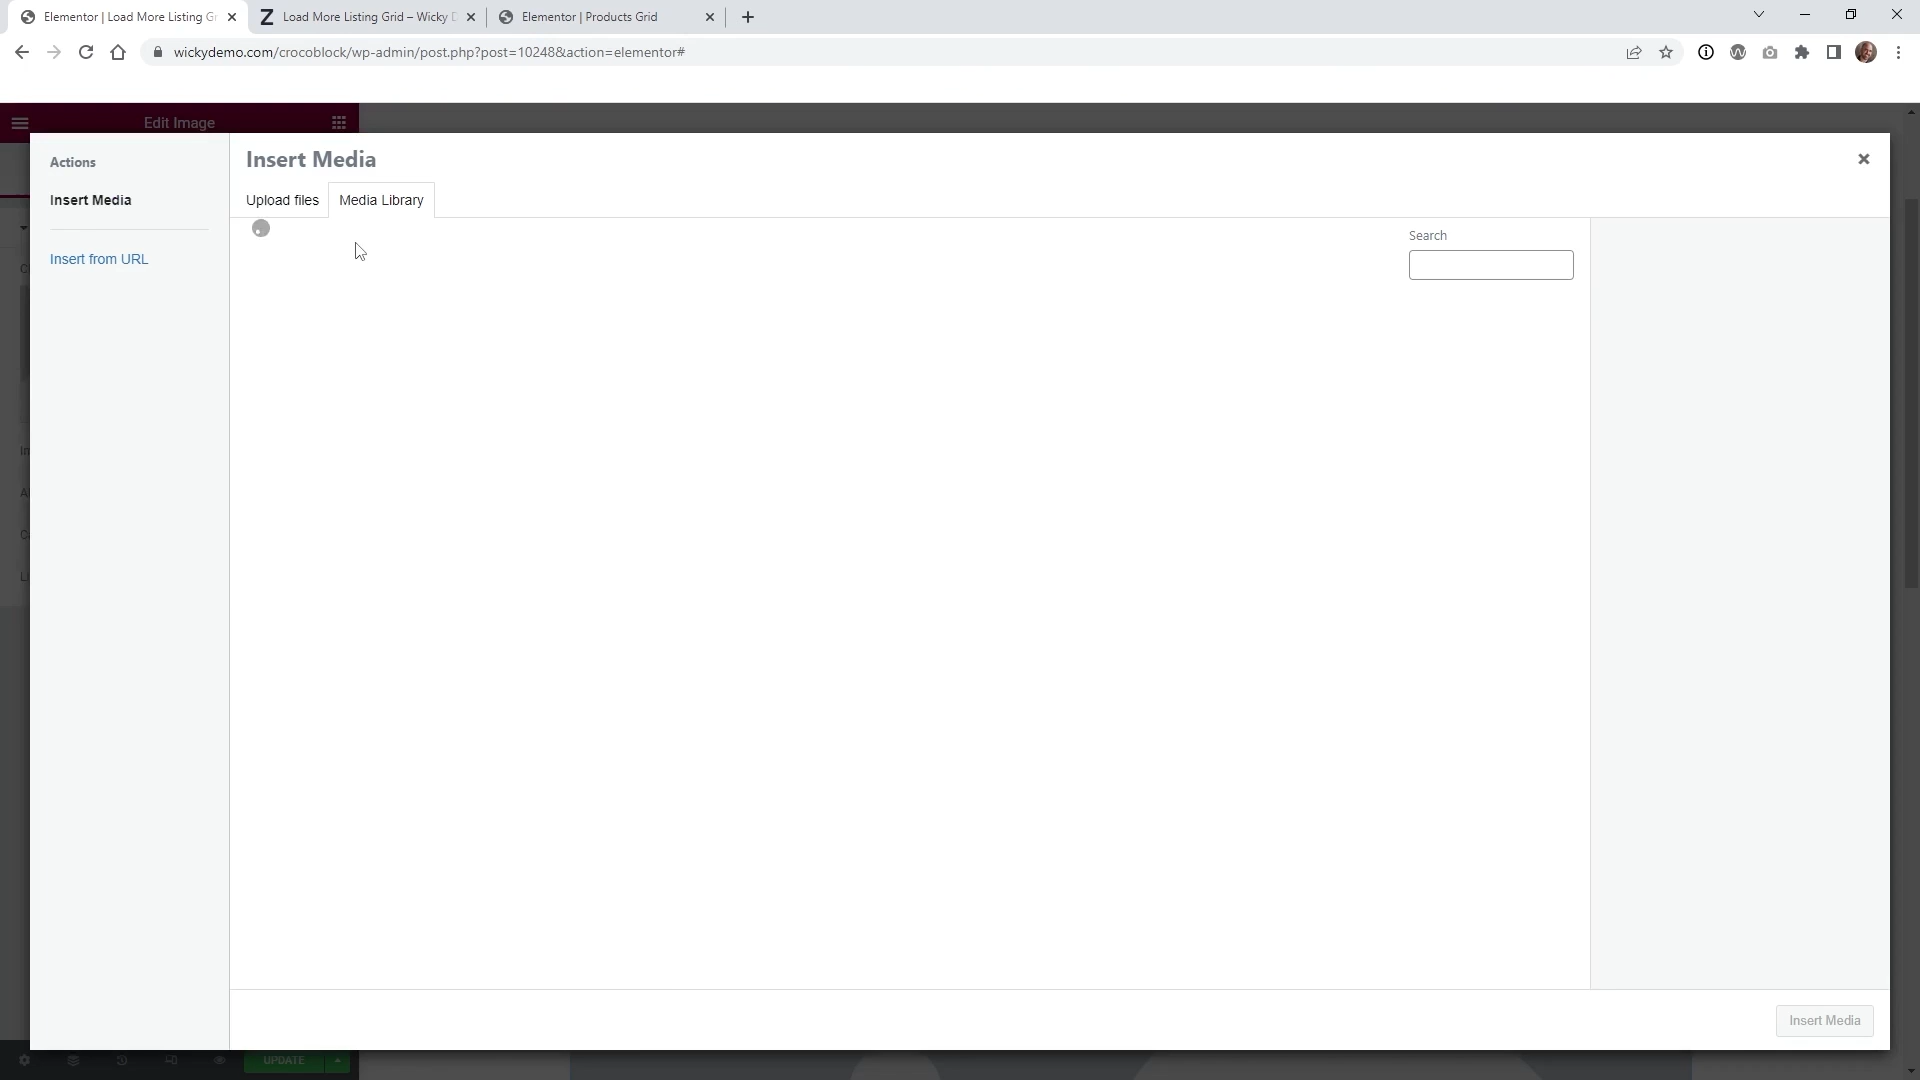 Elementor | Load More Listing Gr
Load More Listing Grid – Wicky D
Elementor | Products Grid
wickydemo.com/crocoblock/wp-admin/post.php?post=10248&action=elementor#
Edit Image
Actions
Insert Media
Insert from URL
Insert Media
Upload files
Media Library
Search
Insert Media
UPDATE